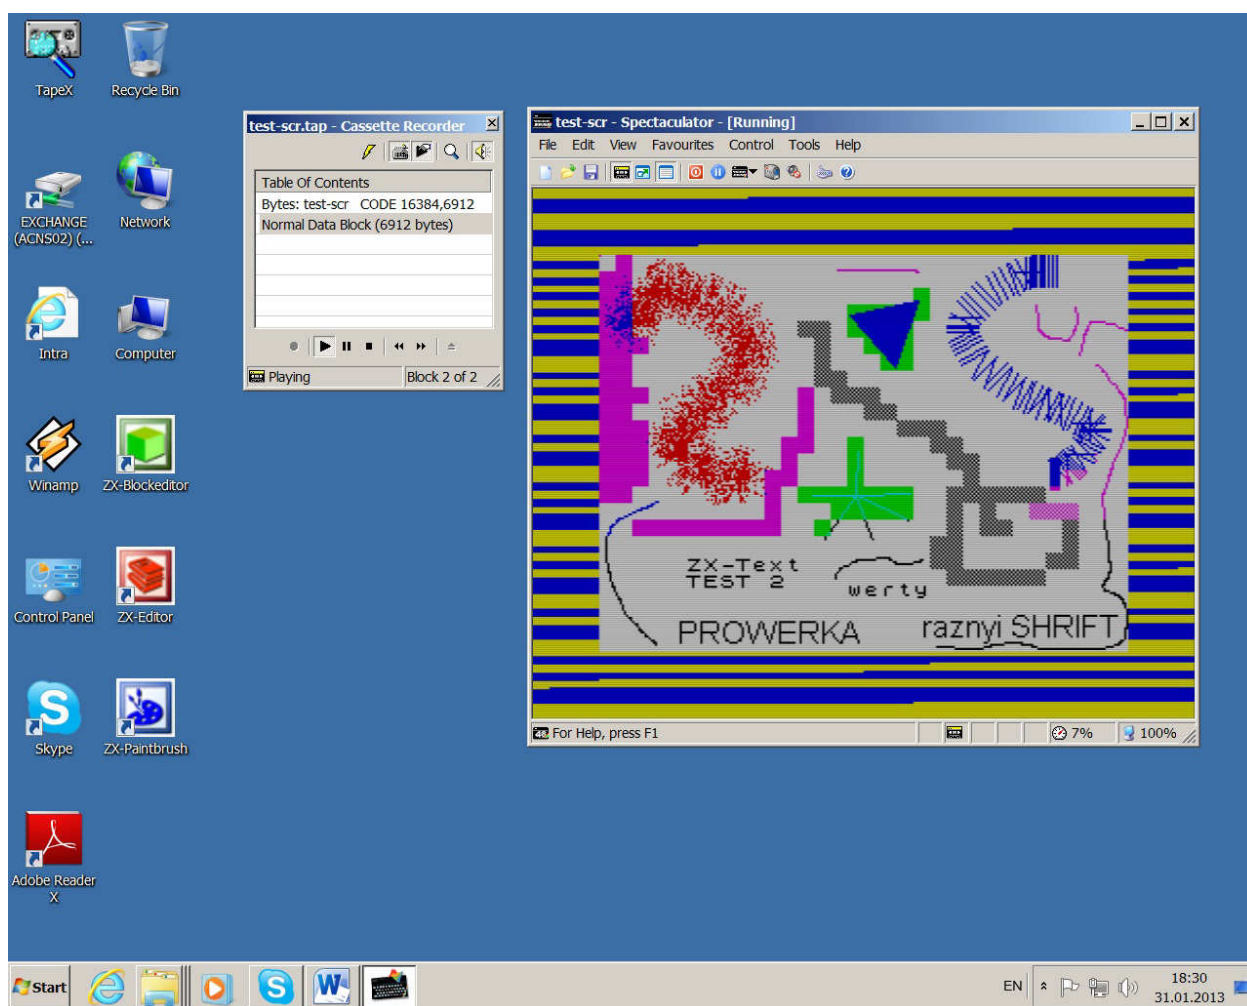 TapeX
Recycle Bin
EXCHANGE
(ACNS02) (...
Network
Intra
Computer
Winamp
ZX-Blockeditor
Control Panel
ZX-Editor
Skype
ZX-Paintbrush
Adobe Reader
X
test-scr.tap - Cassette Recorder
Table Of Contents
Bytes: test-scr CODE 16384,6912
Normal Data Block (6912 bytes)
Playing
Block 2 of 2
test-scr - Spectaculator - [Running]
File Edit View Favourites Control Tools Help
ZX-Text
TEST 2
werty
PROWERKA
raznyi SHRIFT
48 For Help, press F1
7%
100%
Start
EN
18:30
31.01.2013